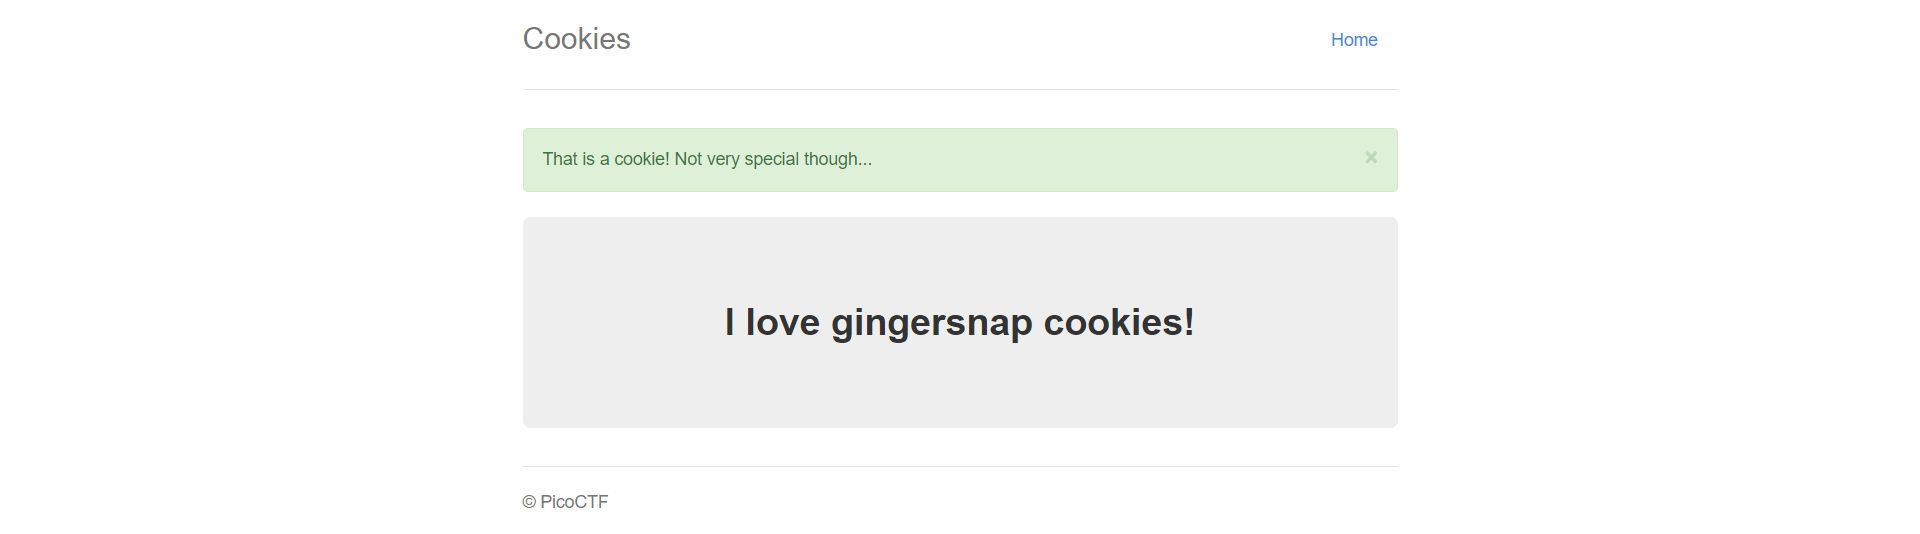 Cookies
Home
That is a cookie! Not very special though...
×
I love gingersnap cookies!
© PicoCTF